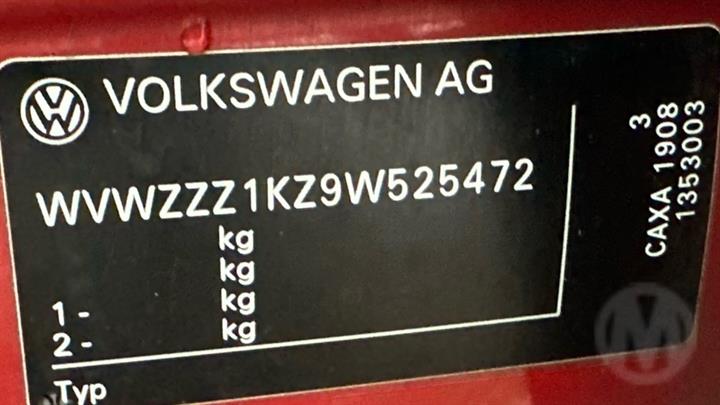 VOLKSWAGEN AG
WVWZZZ1KZ9W525472
kg
kg
1- kg
2- kg
Typ
3
CAXA 1908
1353003